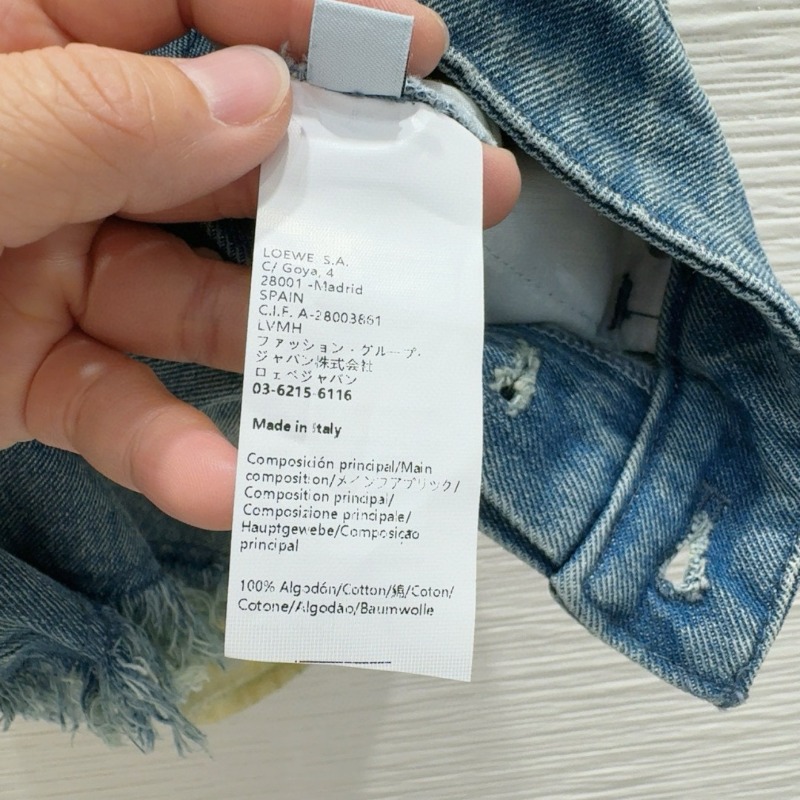 LOEWE S.A.
C/ Goya, 4
28001 -Madrid
SPAIN
C.I.F. A-28003861
LVMH
ファッション・グループ・
ジャパン株式会社
ロエベジャパン
03-6215-6116
Made in Italy
Composición principal/Main
composition/メインファブリック/
Composition principal/
Composizione principale/
Hauptgewebe/Composiçao
principal
100% Algodón/Cotton/綿/Coton/
Cotone/Algodão/Baumwolle